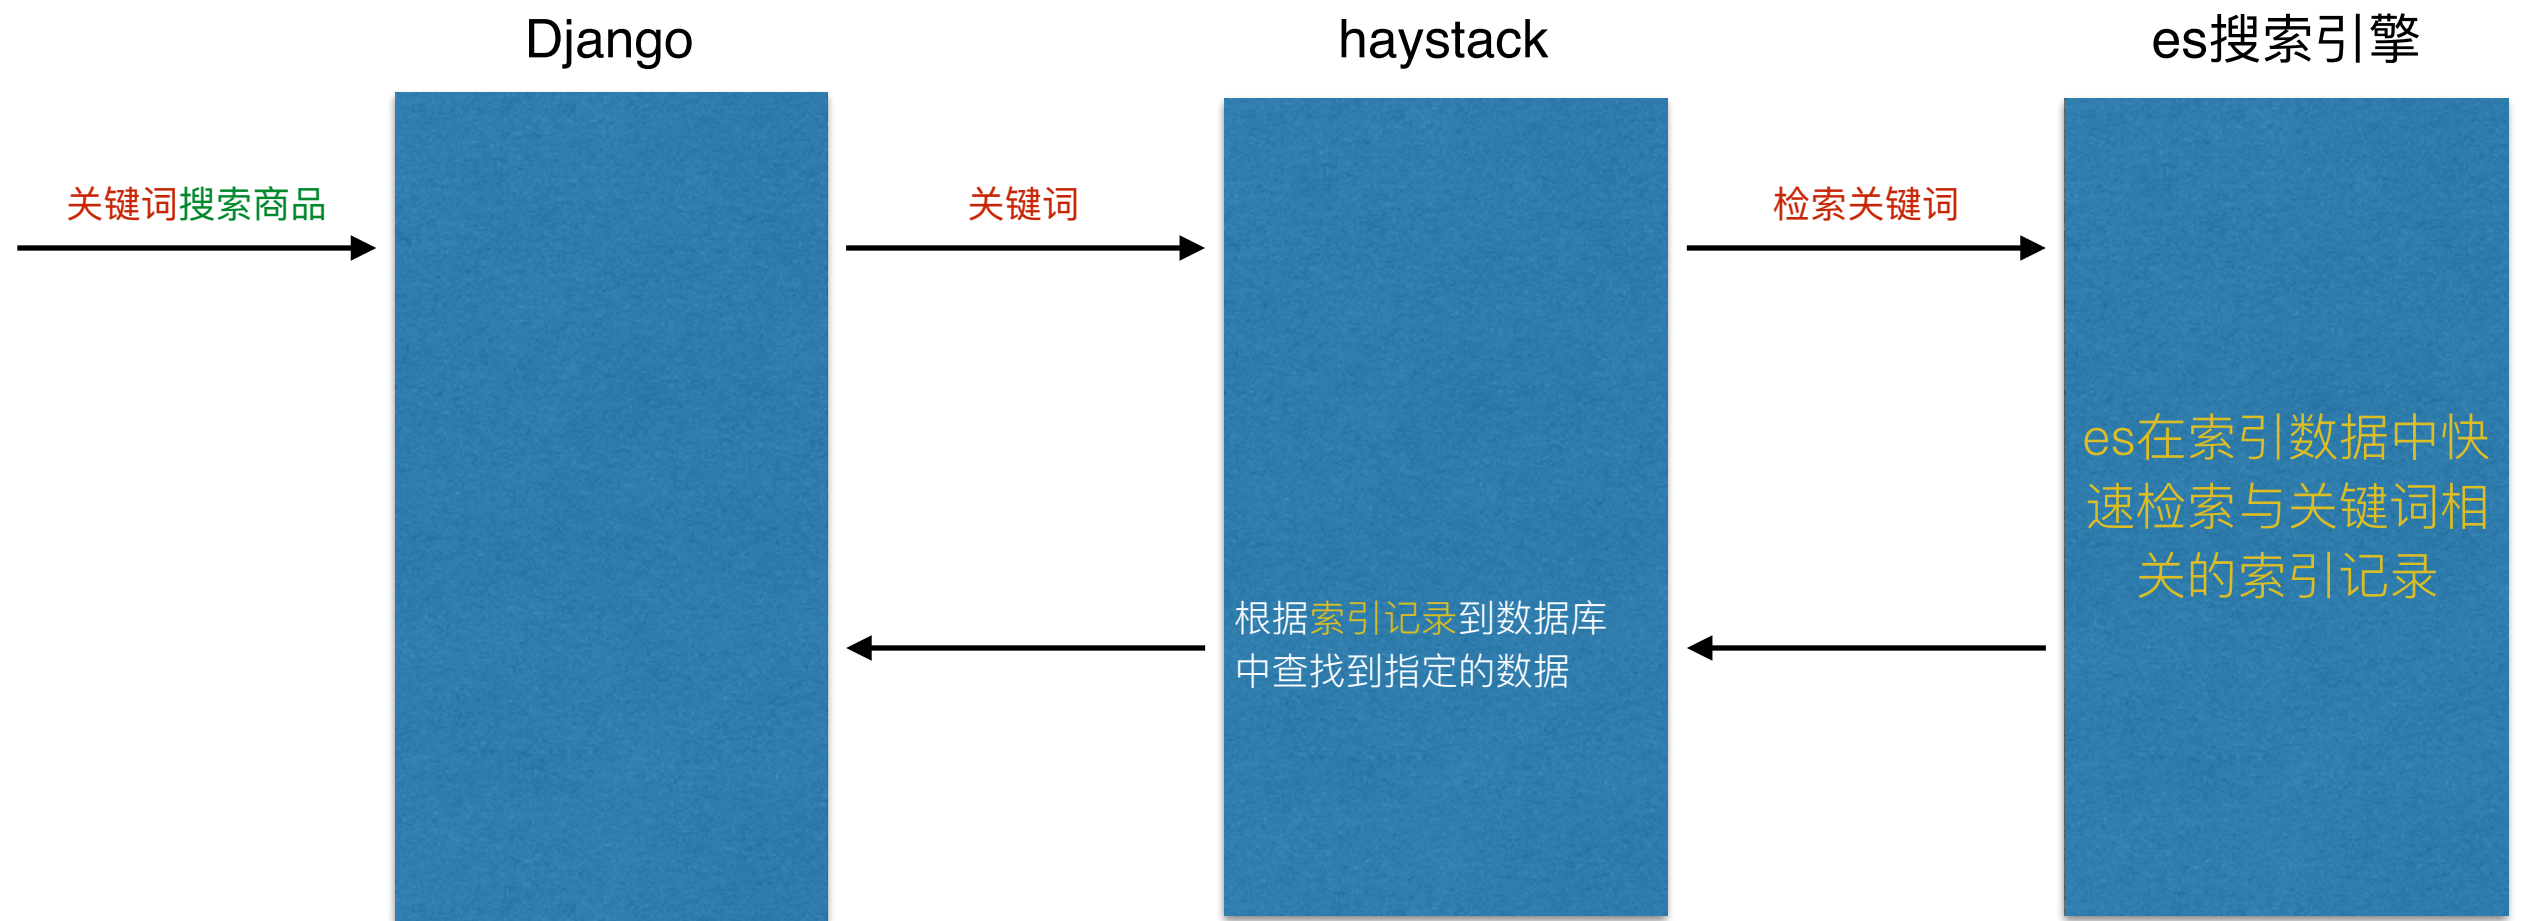 Django
haystack
es搜索引擎
关键词搜索商品
关键词
检索关键词
es在索引数据中快
速检索与关键词相
关的索引记录
根据索引记录到数据库
中查找到指定的数据